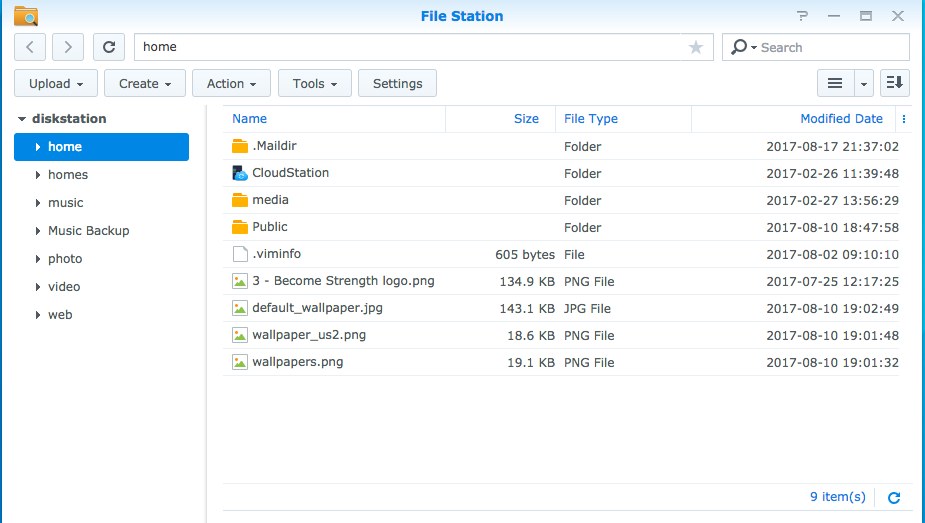 File Station
home
Search
Upload Create Action Tools Settings
diskstation
home
homes
music
Music Backup
photo
video
web
Name Size File Type Modified Date
.Maildir Folder 2017-08-17 21:37:02
CloudStation Folder 2017-02-26 11:39:48
media Folder 2017-02-27 13:56:29
Public Folder 2017-08-10 18:47:58
.viminfo 605 bytes File 2017-08-02 09:10:10
3 - Become Strength logo.png 134.9 KB PNG File 2017-07-25 12:17:25
default_wallpaper.jpg 143.1 KB JPG File 2017-08-10 19:02:49
wallpaper_us2.png 18.6 KB PNG File 2017-08-10 19:01:48
wallpapers.png 19.1 KB PNG File 2017-08-10 19:01:32
9 item(s)